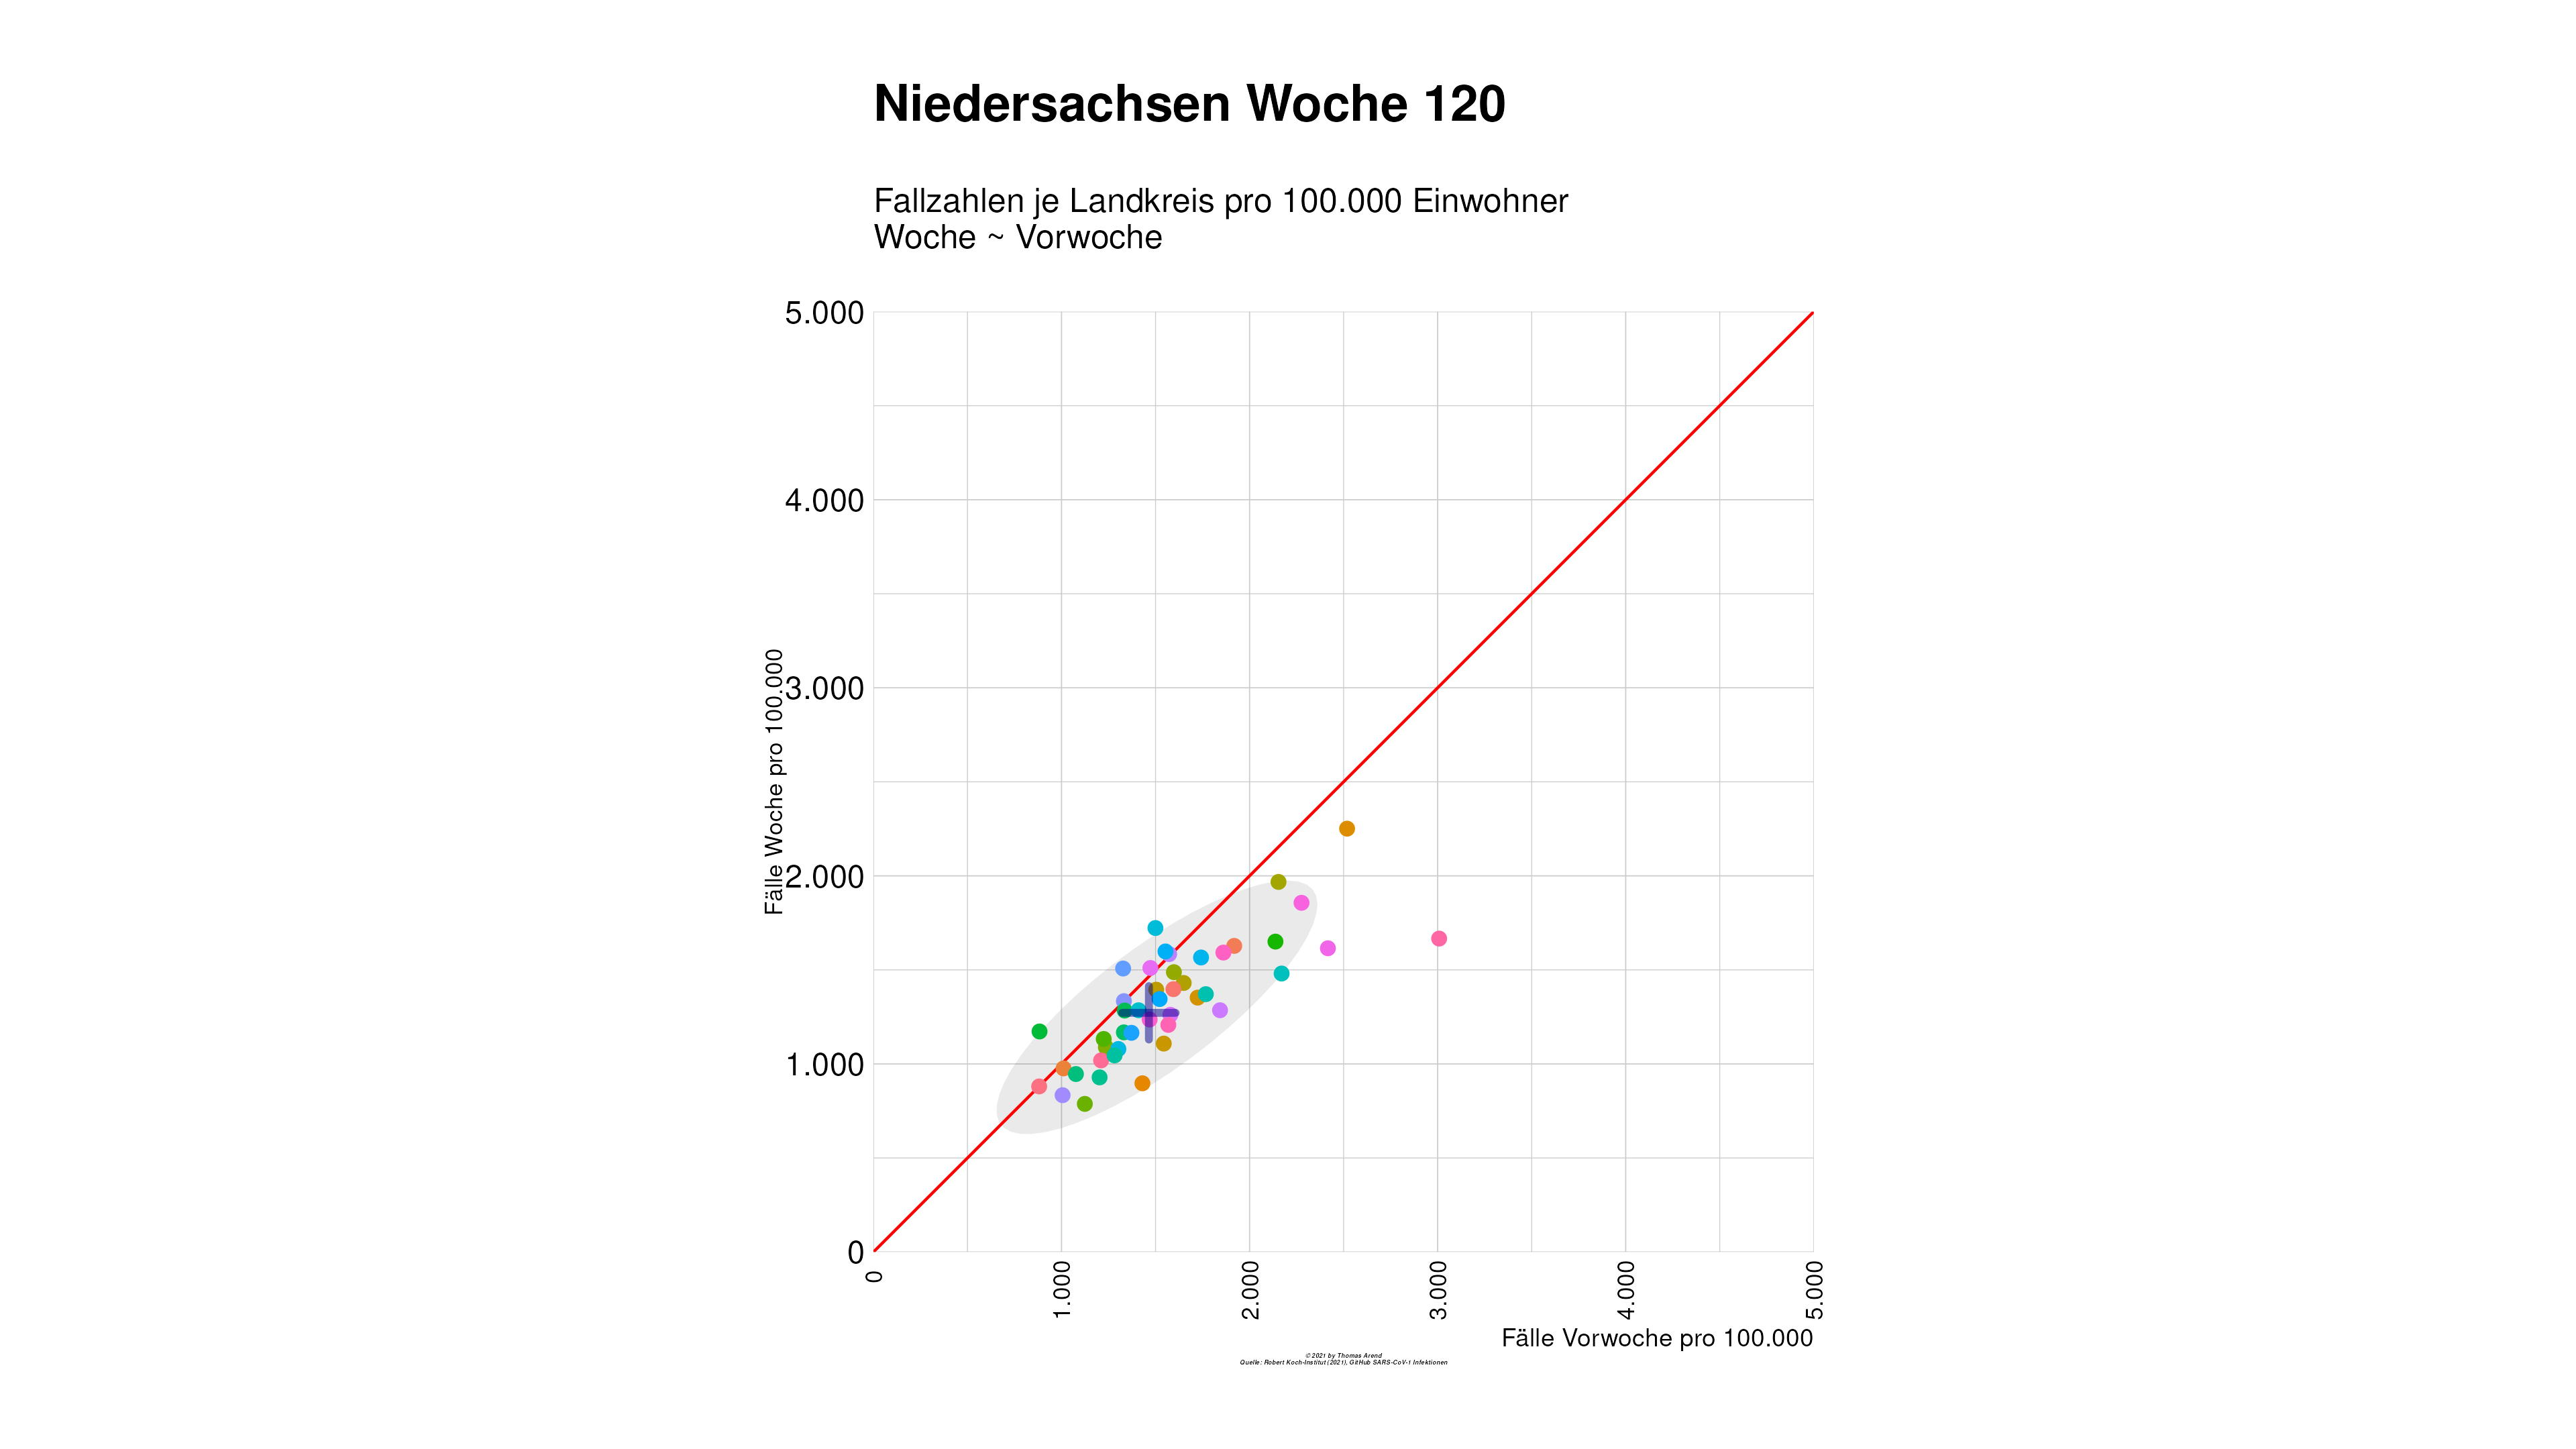 Niedersachsen Woche 120
Fallzahlen je Landkreis pro 100.000 Einwohner
Woche ~ Vorwoche
5.000
4.000
3.000
2.000
1.000
0
Fälle Woche pro 100.000
0
1.000
2.000
3.000
4.000
5.000
Fälle Vorwoche pro 100.000
© 2021 by Thomas Arend
Quelle: Robert Koch-Institut (2021), GitHub SARS-CoV-1 Infektionen